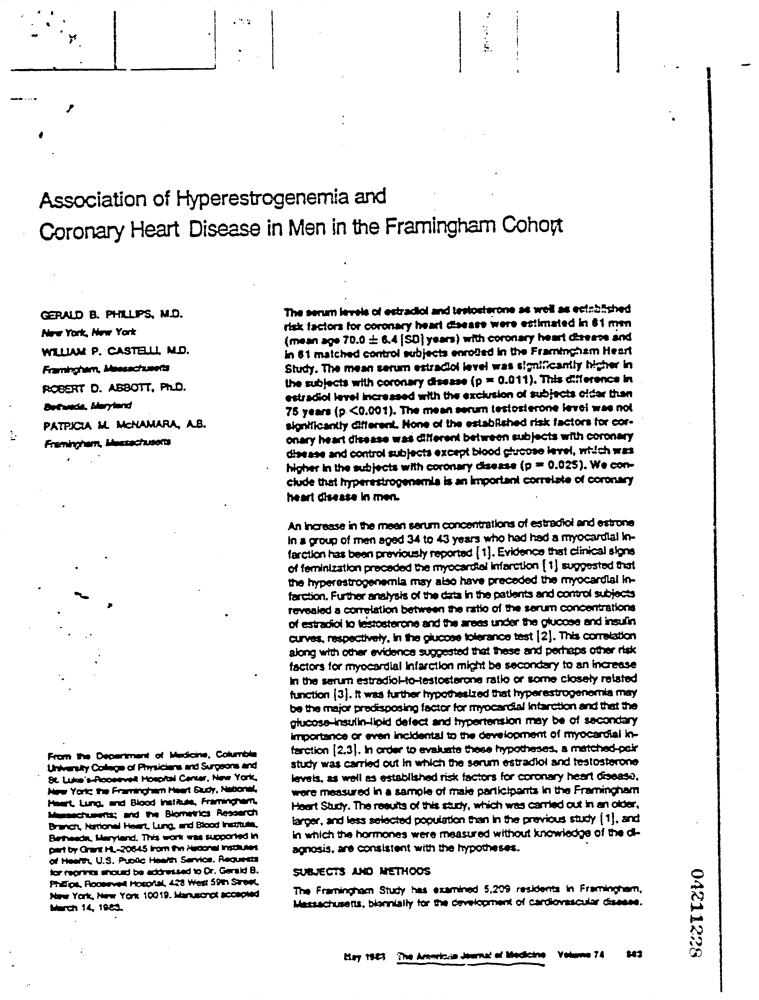 Association of Hyperestrogenemia and
Coronary Heart Disease in Men in the Framingham Cohort
GERALD B. PHILLIPS, M.D.
New York, New York
WILLIAM P. CASTELLI, M.D.
Framingham, Massachusetts
ROBERT D. ABBOTT, Ph.D.
Bethesda, Maryland
PATRICIA M. McNAMARA, A.B.
Framingham, Massachusetts
From the Department of Medicine, Columbia
University College of Physicians and Surgeons and
St. Luke's-Roosevelt Hospital Center, New York,
New York; the Framingham Heart Study, National,
Heart, Lung, and Blood Institute, Framingham,
Massachusetts; and the Biometrics Research
Branch, National Heart, Lung, and Blood Institute,
Bethesda, Maryland. This work was supported in
part by Grant HL-20645 from the National Institutes
of Health, U.S. Public Health Service. Requests
for reprints should be addressed to Dr. Gerald B.
Phillips, Roosevelt Hospital, 428 West 59th Street,
New York, New York 10019. Manuscript accepted
March 14, 1983.
The serum levels of estradiol and testosterone as well as established
risk factors for coronary heart disease were estimated in 61 men
(mean age 70.0 ± 6.4 [SD] years) with coronary heart disease and
in 61 matched control subjects enrolled in the Framingham Heart
Study. The mean serum estradiol level was significantly higher in
the subjects with coronary disease (p = 0.011). This difference in
estradiol level increased with the exclusion of subjects older than
75 years (p <0.001). The mean serum testosterone level was not
significantly different. None of the established risk factors for cor-
onary heart disease was different between subjects with coronary
disease and control subjects except blood glucose level, which was
higher in the subjects with coronary disease (p = 0.025). We con-
clude that hyperestrogenemia is an important correlate of coronary
heart disease in men.
An increase in the mean serum concentrations of estradiol and estrone
in a group of men aged 34 to 43 years who had had a myocardial in-
farction has been previously reported [1]. Evidence that clinical signs
of feminization preceded the myocardial infarction [1] suggested that
the hyperestrogenemia may also have preceded the myocardial in-
farction. Further analysis of the data in the patients and control subjects
revealed a correlation between the ratio of the serum concentrations
of estradiol to testosterone and the areas under the glucose and insulin
curves, respectively, in the glucose tolerance test [2]. This correlation
along with other evidence suggested that these and perhaps other risk
factors for myocardial infarction might be secondary to an increase
in the serum estradiol-to-testosterone ratio or some closely related
function [3]. It was further hypothesized that hyperestrogenemia may
be the major predisposing factor for myocardial infarction and that the
glucose-insulin-lipid defect and hypertension may be of secondary
importance or even incidental to the development of myocardial in-
farction [2,3]. In order to evaluate these hypotheses, a matched-pair
study was carried out in which the serum estradiol and testosterone
levels, as well as established risk factors for coronary heart disease,
were measured in a sample of male participants in the Framingham
Heart Study. The results of this study, which was carried out in an older,
larger, and less selected population than in the previous study [1], and
in which the hormones were measured without knowledge of the di-
agnosis, are consistent with the hypotheses.
SUBJECTS AND METHODS
The Framingham Study has examined 5,209 residents in Framingham,
Massachusetts, biennially for the development of cardiovascular disease.
May 1983 The American Journal of Medicine Volume 74 863
04211228